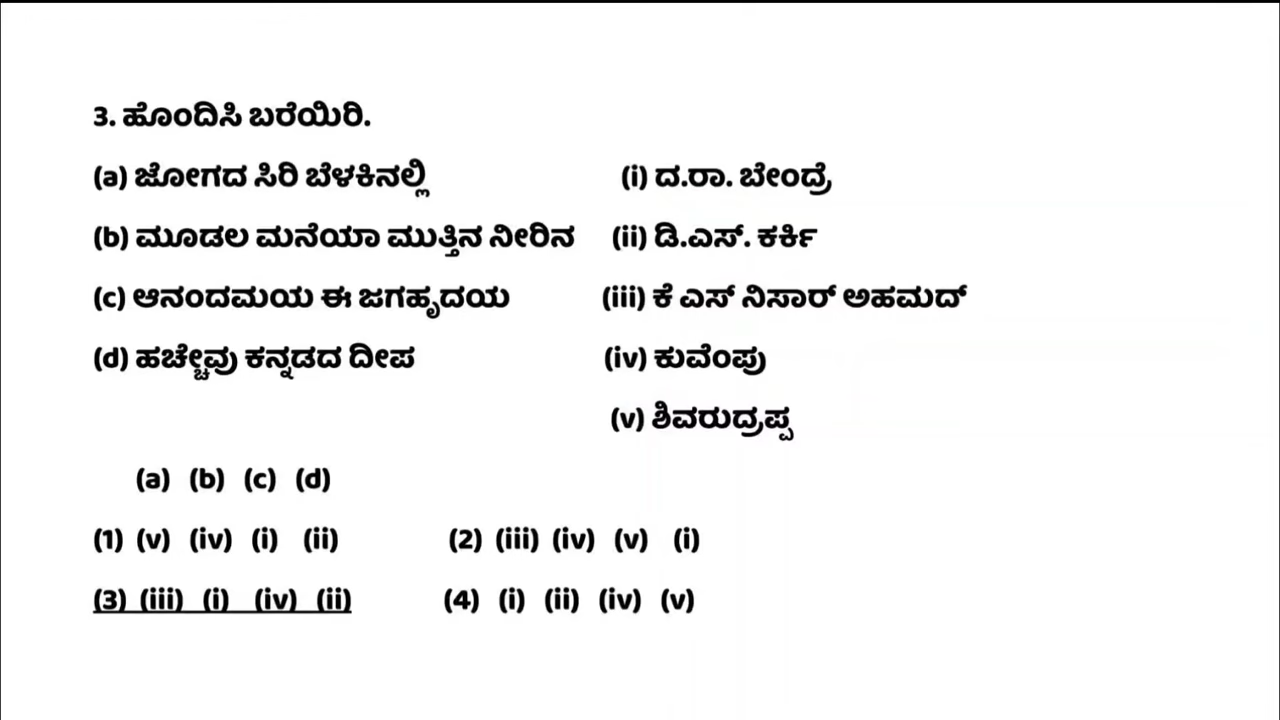 3. ಹೊಂದಿಸಿ ಬರೆಯಿರಿ.
(a) ಜೋಗದ ಸಿರಿ ಬೆಳಕಿನಲ್ಲಿ (i) ದ.ರಾ. ಬೇಂದ್ರೆ
(b) ಮೂಡಲ ಮನೆಯಾ ಮುತ್ತಿನ ನೀರಿನ (ii) ಡಿ.ಎಸ್. ಕರ್ಕಿ
(c) ಆನಂದಮಯ ಈ ಜಗಹೃದಯ (iii) ಕೆ ಎಸ್ ನಿಸಾರ್ ಅಹಮದ್
(d) ಹಚ್ಚೇವು ಕನ್ನಡದ ದೀಪ (iv) ಕುವೆಂಪು
(v) ಶಿವರುದ್ರಪ್ಪ
(a) (b) (c) (d)
(1) (v) (iv) (i) (ii) (2) (iii) (iv) (v) (i)
(3) (iii) (i) (iv) (ii) (4) (i) (ii) (iv) (v)